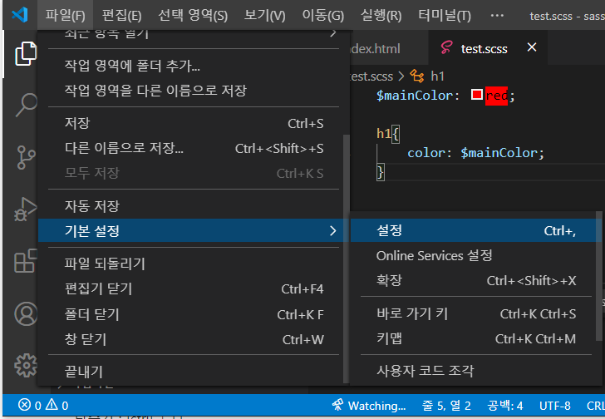 파일(F) 편집(E) 선택 영역(S) 보기(V) 이동(G) 실행(R) 터미널(T) ··· test.scss - sass
최근 항목 열기
작업 영역에 폴더 추가...
작업 영역을 다른 이름으로 저장
저장 Ctrl+S
다른 이름으로 저장... Ctrl+<Shift>+S
모두 저장 Ctrl+K S
자동 저장
기본 설정
파일 되돌리기
편집기 닫기 Ctrl+F4
폴더 닫기 Ctrl+K F
창 닫기 Ctrl+W
끝내기
dex.html test.scss
est.scss > h1
$mainColor: red;
h1{
color: $mainColor;
}
설정 Ctrl+,
Online Services 설정
확장 Ctrl+<Shift>+X
바로 가기 키 Ctrl+K Ctrl+S
키맵 Ctrl+K Ctrl+M
사용자 코드 조각
0 0 Watching... 줄 5, 열 2 공백: 4 UTF-8 CRL